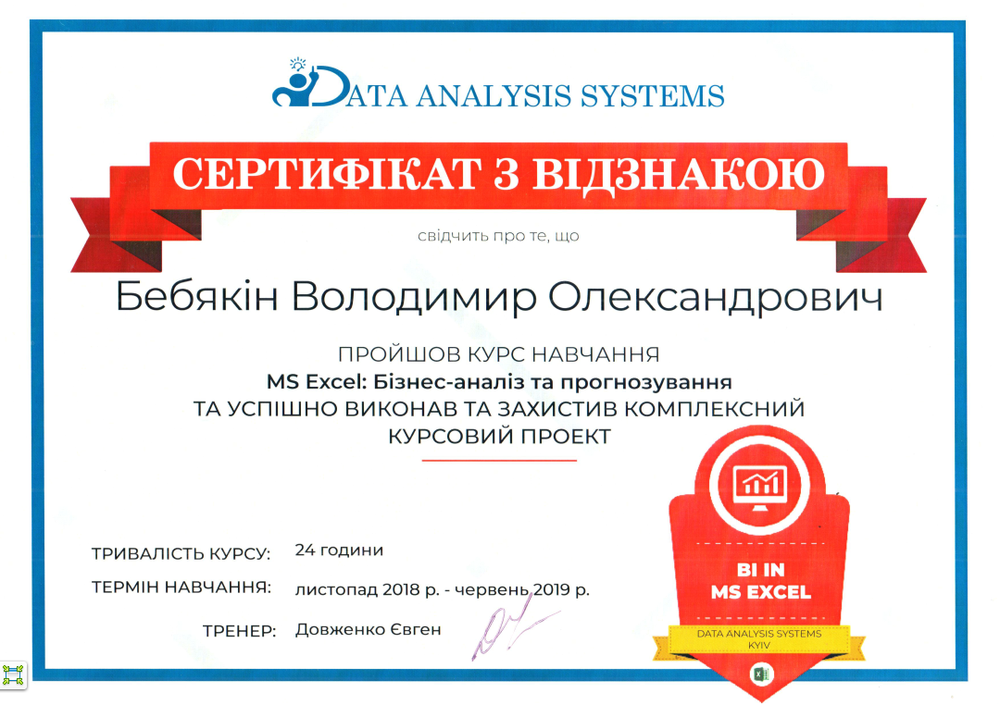 DATA ANALYSIS SYSTEMS
СЕРТИФІКАТ З ВІДЗНАКОЮ
свідчить про те, що
Бебякін Володимир Олександрович
ПРОЙШОВ КУРС НАВЧАННЯ
MS Excel: Бізнес-аналіз та прогнозування
ТА УСПІШНО ВИКОНАВ ТА ЗАХИСТИВ КОМПЛЕКСНИЙ
КУРСОВИЙ ПРОЕКТ
ТРИВАЛІСТЬ КУРСУ: 24 години
ТЕРМІН НАВЧАННЯ: листопад 2018 р. - червень 2019 р.
ТРЕНЕР: Довженко Євген
BI IN
MS EXCEL
DATA ANALYSIS SYSTEMS
KYIV